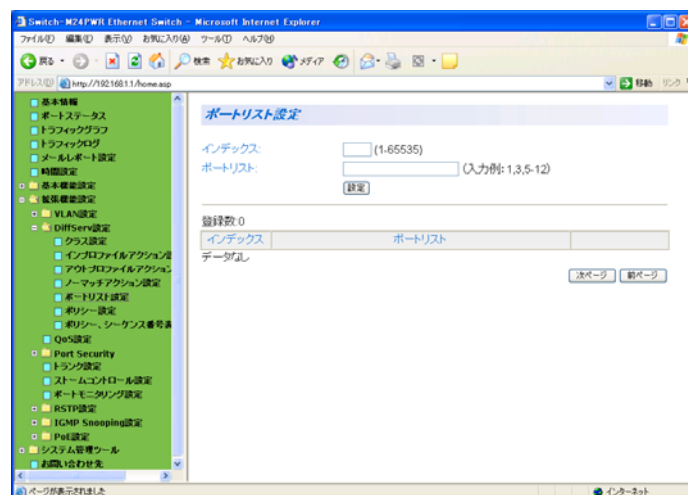 Switch-M24PWR Ethernet Switch - Microsoft Internet Explorer
ファイル(F) 編集(E) 表示(V) お気に入り(A) ツール(T) ヘルプ(H)
戻る 検索 お気に入り メディア
アドレス(D) http://192.168.1.1/home.asp 移動 リンク
基本情報
ポートステータス
トラフィックグラフ
トラフィックログ
メールレポート設定
時間設定
基本機能設定
拡張機能設定
VLAN設定
DiffServ設定
クラス設定
インプロファイルアクション設
アウトプロファイルアクション
ノーマッチアクション設定
ポートリスト設定
ポリシー設定
ポリシー、シーケンス番号表
QoS設定
Port Security
トランク設定
ストームコントロール設定
ポートモニタリング設定
RSTP設定
IGMP Snooping設定
PoE設定
システム管理ツール
お問い合わせ先
ポートリスト設定
インデックス: (1-65535)
ポートリスト: (入力例: 1,3,5-12)
設定
登録数:0
インデックス ポートリスト
データなし
次ページ 前ページ
ページが表示されました インターネット